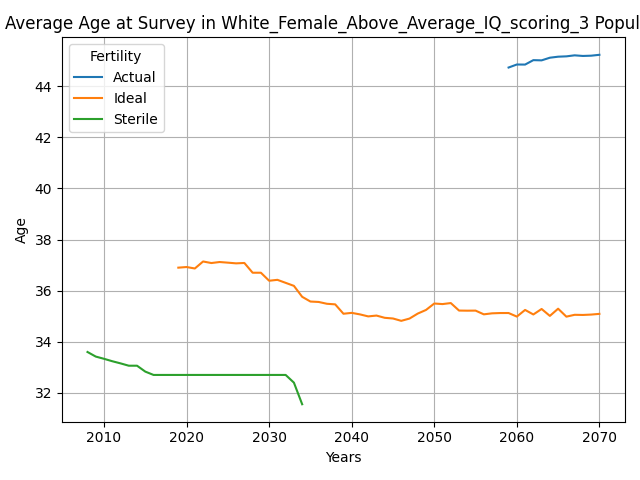 Average Age at Survey in White_Female_Above_Average_IQ_scoring_3 Popul
Fertility
Actual
Ideal
Sterile
44
42
40
38
36
34
32
Age
2010 2020 2030 2040 2050 2060 2070
Years